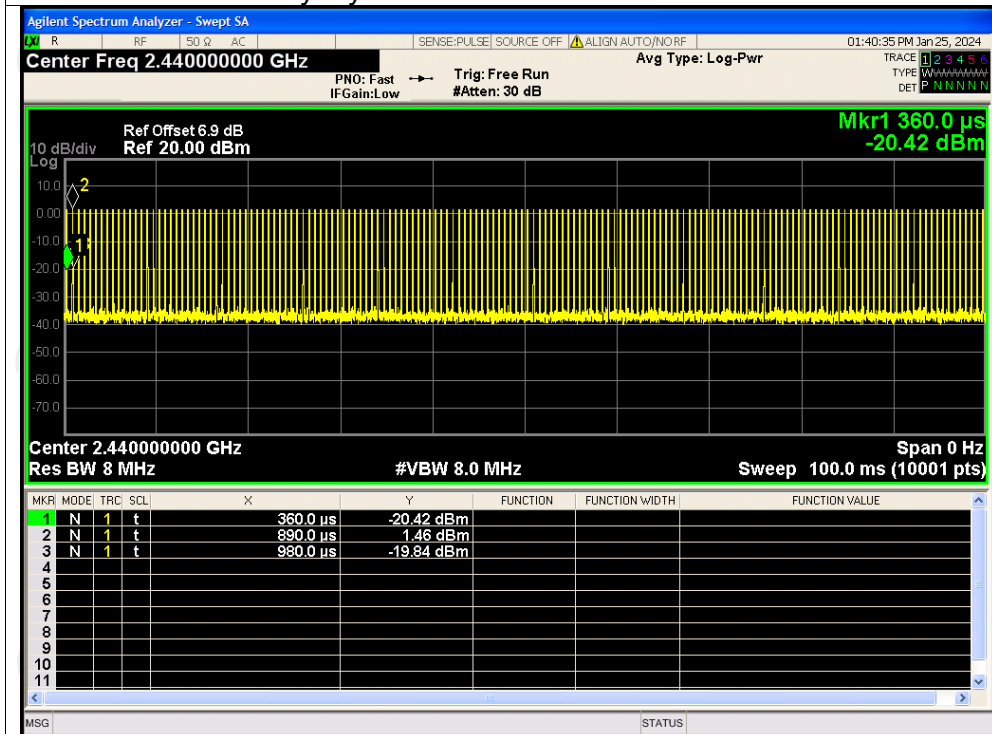 Agilent Spectrum Analyzer - Swept SA
LXI R RF 50 Ω AC SENSE:PULSE SOURCE OFF ALIGN AUTO/NO RF 01:40:35 PM Jan 25, 2024
Center Freq 2.440000000 GHz Avg Type: Log-Pwr TRACE 1 2 3 4 5 6
PNO: Fast Trig: Free Run TYPE W
IFGain:Low #Atten: 30 dB DET P N N N N N
Mkr1 360.0 µs
Ref Offset 6.9 dB
10 dB/div Ref 20.00 dBm -20.42 dBm
Log
10.0
2
0.00
-10.0
1
-20.0
-30.0
-40.0
-50.0
-60.0
-70.0
Center 2.440000000 GHz Span 0 Hz
Res BW 8 MHz #VBW 8.0 MHz Sweep 100.0 ms (10001 pts)
MKR MODE TRC SCL X Y FUNCTION FUNCTION WIDTH FUNCTION VALUE
1 N 1 t 360.0 µs -20.42 dBm
2 N 1 t 890.0 µs 1.46 dBm
3 N 1 t 980.0 µs -19.84 dBm
4
5
6
7
8
9
10
11
MSG STATUS